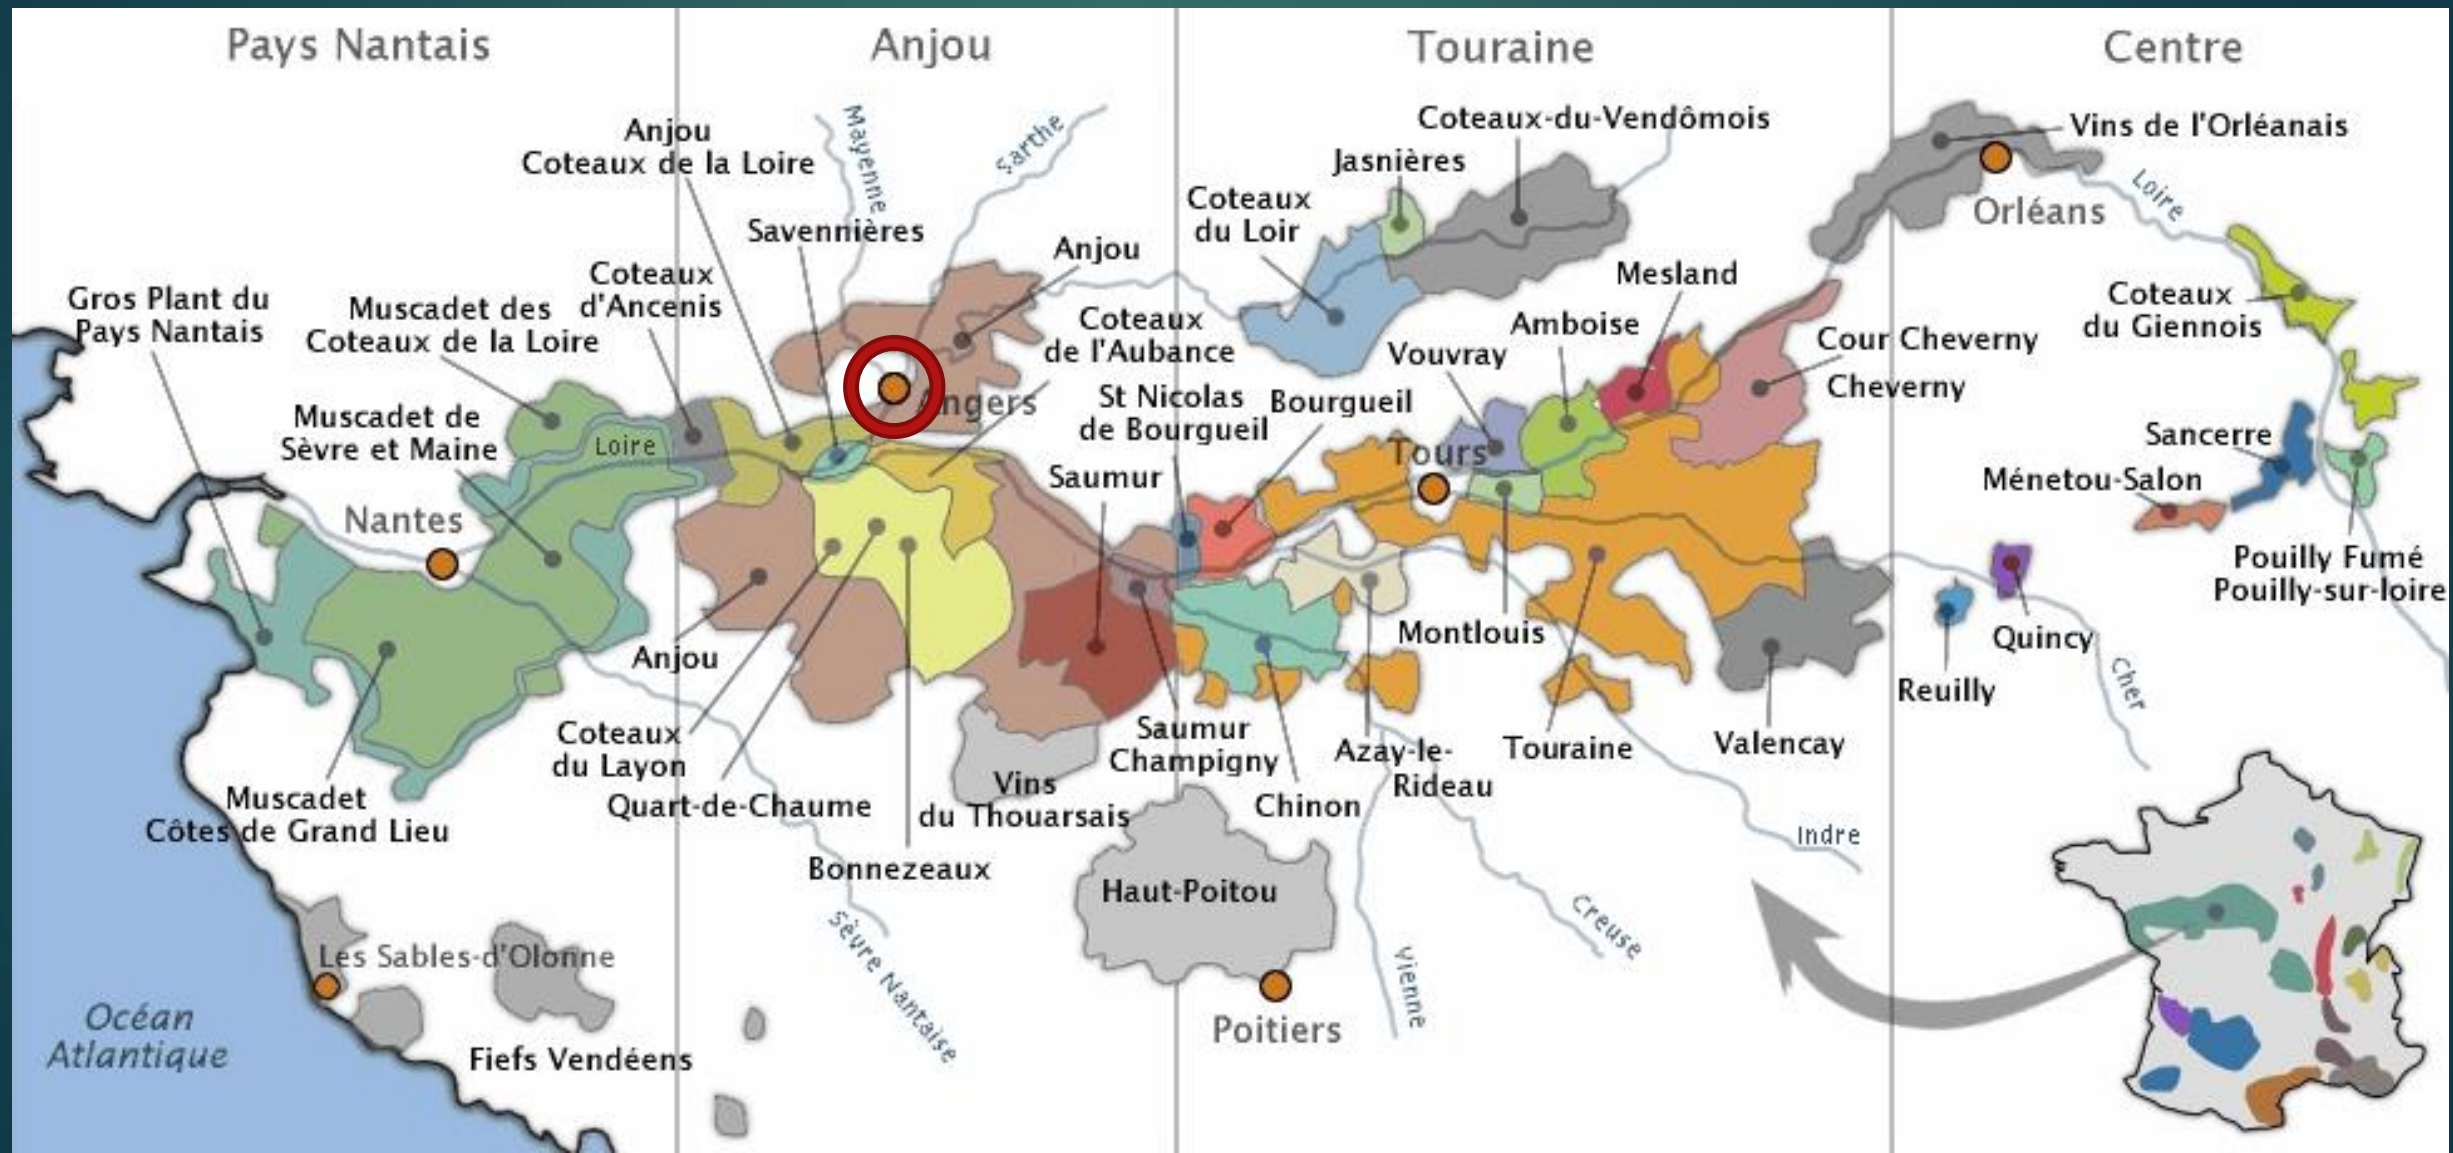 Pays Nantais
Anjou
Touraine
Centre
Anjou
Coteaux de la Loire
Mayenne
Sarthe
Savennières
Anjou
Coteaux
d'Ancenis
Gros Plant du
Pays Nantais
Muscadet des
Coteaux de la Loire
Muscadet de
Sèvre et Maine
Loire
Nantes
Angers
Coteaux
de l'Aubance
Saumur
Anjou
Coteaux
du Layon
Quart-de-Chaume
Bonnezeaux
Muscadet
Côtes de Grand Lieu
Vins
du Thouarsais
Saumur
Champigny
Haut-Poitou
Poitiers
Les Sables-d'Olonne
Fiefs Vendéens
Océan
Atlantique
Sèvre Nantaise
Coteaux-du-Vendômois
Jasnières
Coteaux
du Loir
Mesland
Amboise
Vouvray
St Nicolas
de Bourgueil
Bourgueil
Tours
Cour Cheverny
Cheverny
Montlouis
Chinon
Azay-le-
Rideau
Touraine
Valencay
Indre
Creuse
Vienne
Vins de l'Orléanais
Orléans
Loire
Coteaux
du Giennois
Sancerre
Ménetou-Salon
Pouilly Fumé
Pouilly-sur-loire
Quincy
Reuilly
Cher